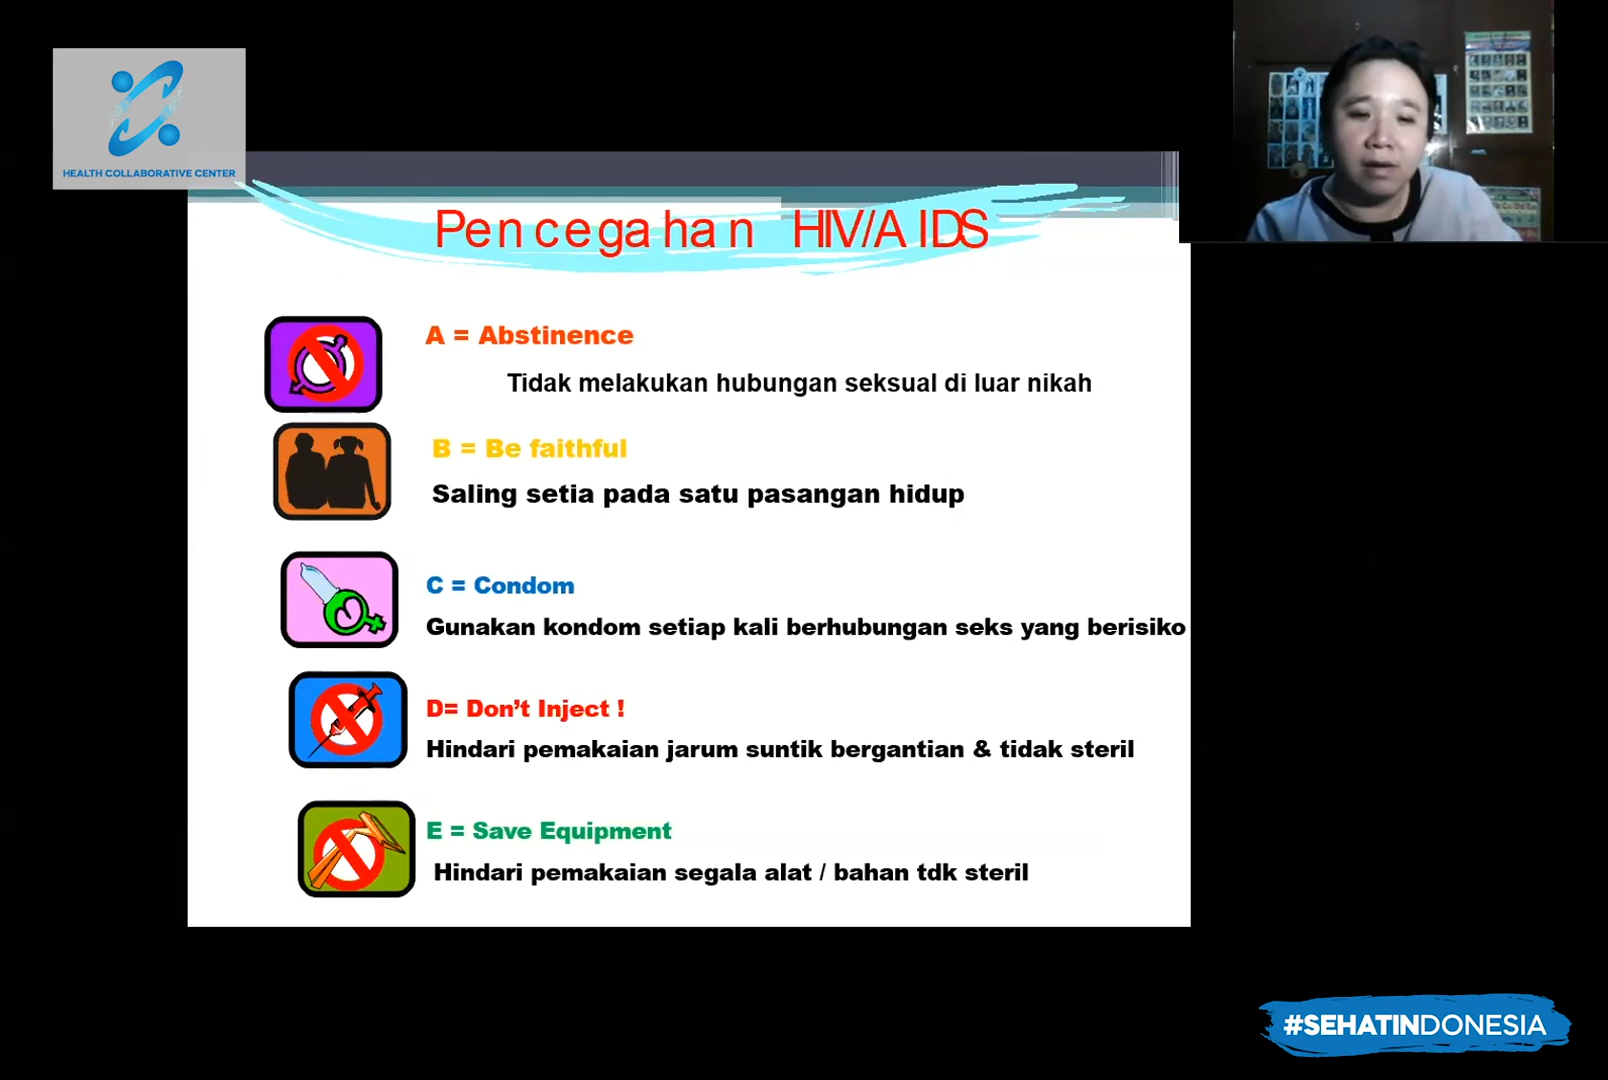 HEALTH COLLABORATIVE CENTER
Pencegahan HIV/AIDS
A = Abstinence
Tidak melakukan hubungan seksual di luar nikah
B = Be faithful
Saling setia pada satu pasangan hidup
C = Condom
Gunakan kondom setiap kali berhubungan seks yang berisiko
D= Don’t Inject !
Hindari pemakaian jarum suntik bergantian & tidak steril
E = Save Equipment
Hindari pemakaian segala alat / bahan tdk steril
#SEHATINDONESIA